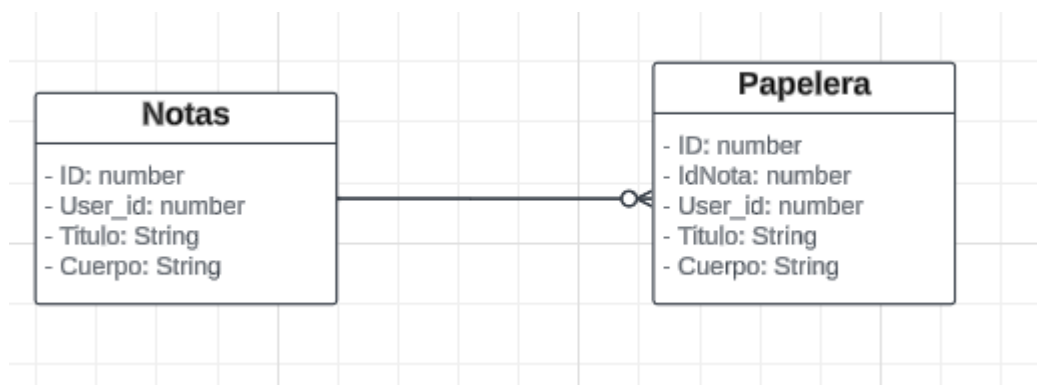 Notas
- ID: number
- User_id: number
- Titulo: String
- Cuerpo: String
Papelera
- ID: number
- IdNota: number
- User_id: number
- Titulo: String
- Cuerpo: String